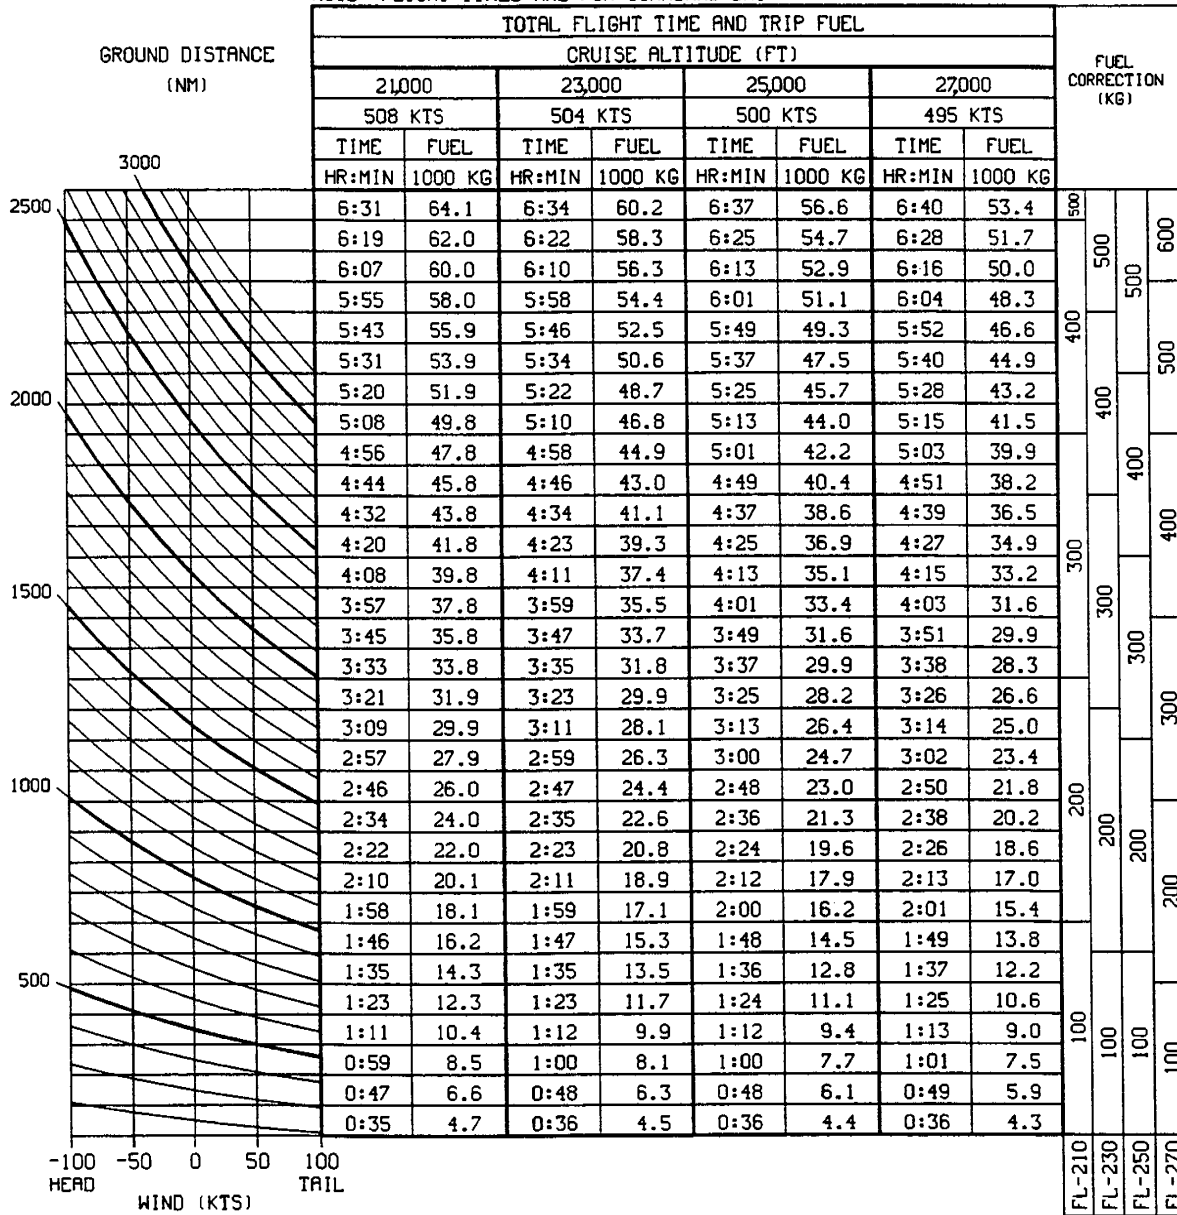 TOTAL FLIGHT TIME AND TRIP FUEL
GROUND DISTANCE
(NM)
CRUISE ALTITUDE (FT)
FUEL
CORRECTION
(KG)
21,000 23,000 25,000 27,000
508 KTS 504 KTS 500 KTS 495 KTS
TIME FUEL TIME FUEL TIME FUEL TIME FUEL
HR:MIN 1000 KG HR:MIN 1000 KG HR:MIN 1000 KG HR:MIN 1000 KG
3000
2500
2000
1500
1000
500
6:31 64.1 6:34 60.2 6:37 56.6 6:40 53.4
6:19 62.0 6:22 58.3 6:25 54.7 6:28 51.7
6:07 60.0 6:10 56.3 6:13 52.9 6:16 50.0
5:55 58.0 5:58 54.4 6:01 51.1 6:04 48.3
5:43 55.9 5:46 52.5 5:49 49.3 5:52 46.6
5:31 53.9 5:34 50.6 5:37 47.5 5:40 44.9
5:20 51.9 5:22 48.7 5:25 45.7 5:28 43.2
5:08 49.8 5:10 46.8 5:13 44.0 5:15 41.5
4:56 47.8 4:58 44.9 5:01 42.2 5:03 39.9
4:44 45.8 4:46 43.0 4:49 40.4 4:51 38.2
4:32 43.8 4:34 41.1 4:37 38.6 4:39 36.5
4:20 41.8 4:23 39.3 4:25 36.9 4:27 34.9
4:08 39.8 4:11 37.4 4:13 35.1 4:15 33.2
3:57 37.8 3:59 35.5 4:01 33.4 4:03 31.6
3:45 35.8 3:47 33.7 3:49 31.6 3:51 29.9
3:33 33.8 3:35 31.8 3:37 29.9 3:38 28.3
3:21 31.9 3:23 29.9 3:25 28.2 3:26 26.6
3:09 29.9 3:11 28.1 3:13 26.4 3:14 25.0
2:57 27.9 2:59 26.3 3:00 24.7 3:02 23.4
2:46 26.0 2:47 24.4 2:48 23.0 2:50 21.8
2:34 24.0 2:35 22.6 2:36 21.3 2:38 20.2
2:22 22.0 2:23 20.8 2:24 19.6 2:26 18.6
2:10 20.1 2:11 18.9 2:12 17.9 2:13 17.0
1:58 18.1 1:59 17.1 2:00 16.2 2:01 15.4
1:46 16.2 1:47 15.3 1:48 14.5 1:49 13.8
1:35 14.3 1:35 13.5 1:36 12.8 1:37 12.2
1:23 12.3 1:23 11.7 1:24 11.1 1:25 10.6
1:11 10.4 1:12 9.9 1:12 9.4 1:13 9.0
0:59 8.5 1:00 8.1 1:00 7.7 1:01 7.5
0:47 6.6 0:48 6.3 0:48 6.1 0:49 5.9
0:35 4.7 0:36 4.5 0:36 4.4 0:36 4.3
500 400 300 200 100 FL-210
500 400 300 200 100 FL-230
500 400 300 200 100 FL-250
600 500 400 300 200 100 FL-270
-100 -50 0 50 100
HEAD TAIL
WIND (KTS)